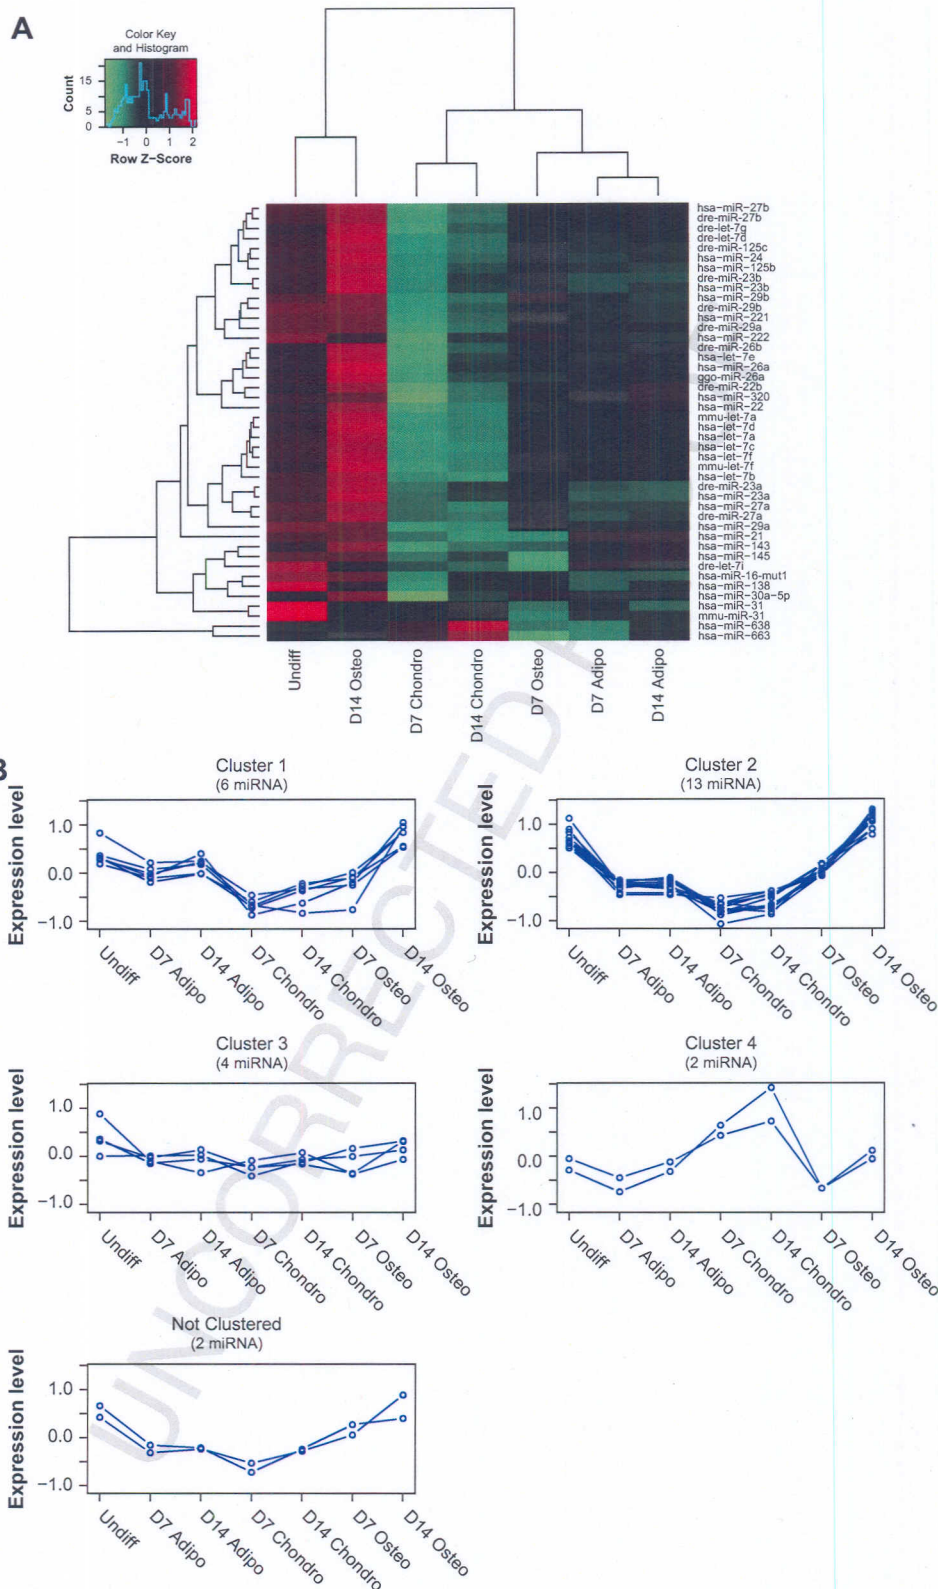 A
Color Key
and Histogram
Count
15
5
0
−1 0 1 2
Row Z−Score
hsa−miR−27b
dre−miR−27b
dre−let−7g
dre−let−7d
dre−miR−125c
hsa−miR−24
hsa−miR−125b
dre−miR−23b
hsa−miR−23b
hsa−miR−29b
dre−miR−29b
hsa−miR−221
dre−miR−29a
hsa−miR−222
dre−miR−26b
hsa−let−7e
hsa−miR−26a
ggo−miR−26a
dre−miR−22b
hsa−miR−320
hsa−miR−22
mmu−let−7a
hsa−let−7d
hsa−let−7a
hsa−let−7c
hsa−let−7f
mmu−let−7f
hsa−let−7b
dre−miR−23a
hsa−miR−23a
hsa−miR−27a
dre−miR−27a
hsa−miR−29a
hsa−miR−21
hsa−miR−143
hsa−miR−145
dre−let−7i
hsa−miR−16-mut1
hsa−miR−138
hsa−miR−30a−5p
hsa−miR−31
mmu−miR−31
hsa−miR−638
hsa−miR−663
Undiff
D14 Osteo
D7 Chondro
D14 Chondro
D7 Osteo
D7 Adipo
D14 Adipo
UNCORRECTED
B
Cluster 1
(6 miRNA)
Expression level
1.0
0.0
−1.0
Undiff
D7 Adipo
D14 Adipo
D7 Chondro
D14 Chondro
D7 Osteo
D14 Osteo
Cluster 2
(13 miRNA)
Expression level
1.0
0.0
−1.0
Undiff
D7 Adipo
D14 Adipo
D7 Chondro
D14 Chondro
D7 Osteo
D14 Osteo
Cluster 3
(4 miRNA)
Expression level
1.0
0.0
−1.0
Undiff
D7 Adipo
D14 Adipo
D7 Chondro
D14 Chondro
D7 Osteo
D14 Osteo
Cluster 4
(2 miRNA)
Expression level
1.0
0.0
−1.0
Undiff
D7 Adipo
D14 Adipo
D7 Chondro
D14 Chondro
D7 Osteo
D14 Osteo
Not Clustered
(2 miRNA)
Expression level
1.0
0.0
−1.0
Undiff
D7 Adipo
D14 Adipo
D7 Chondro
D14 Chondro
D7 Osteo
D14 Osteo